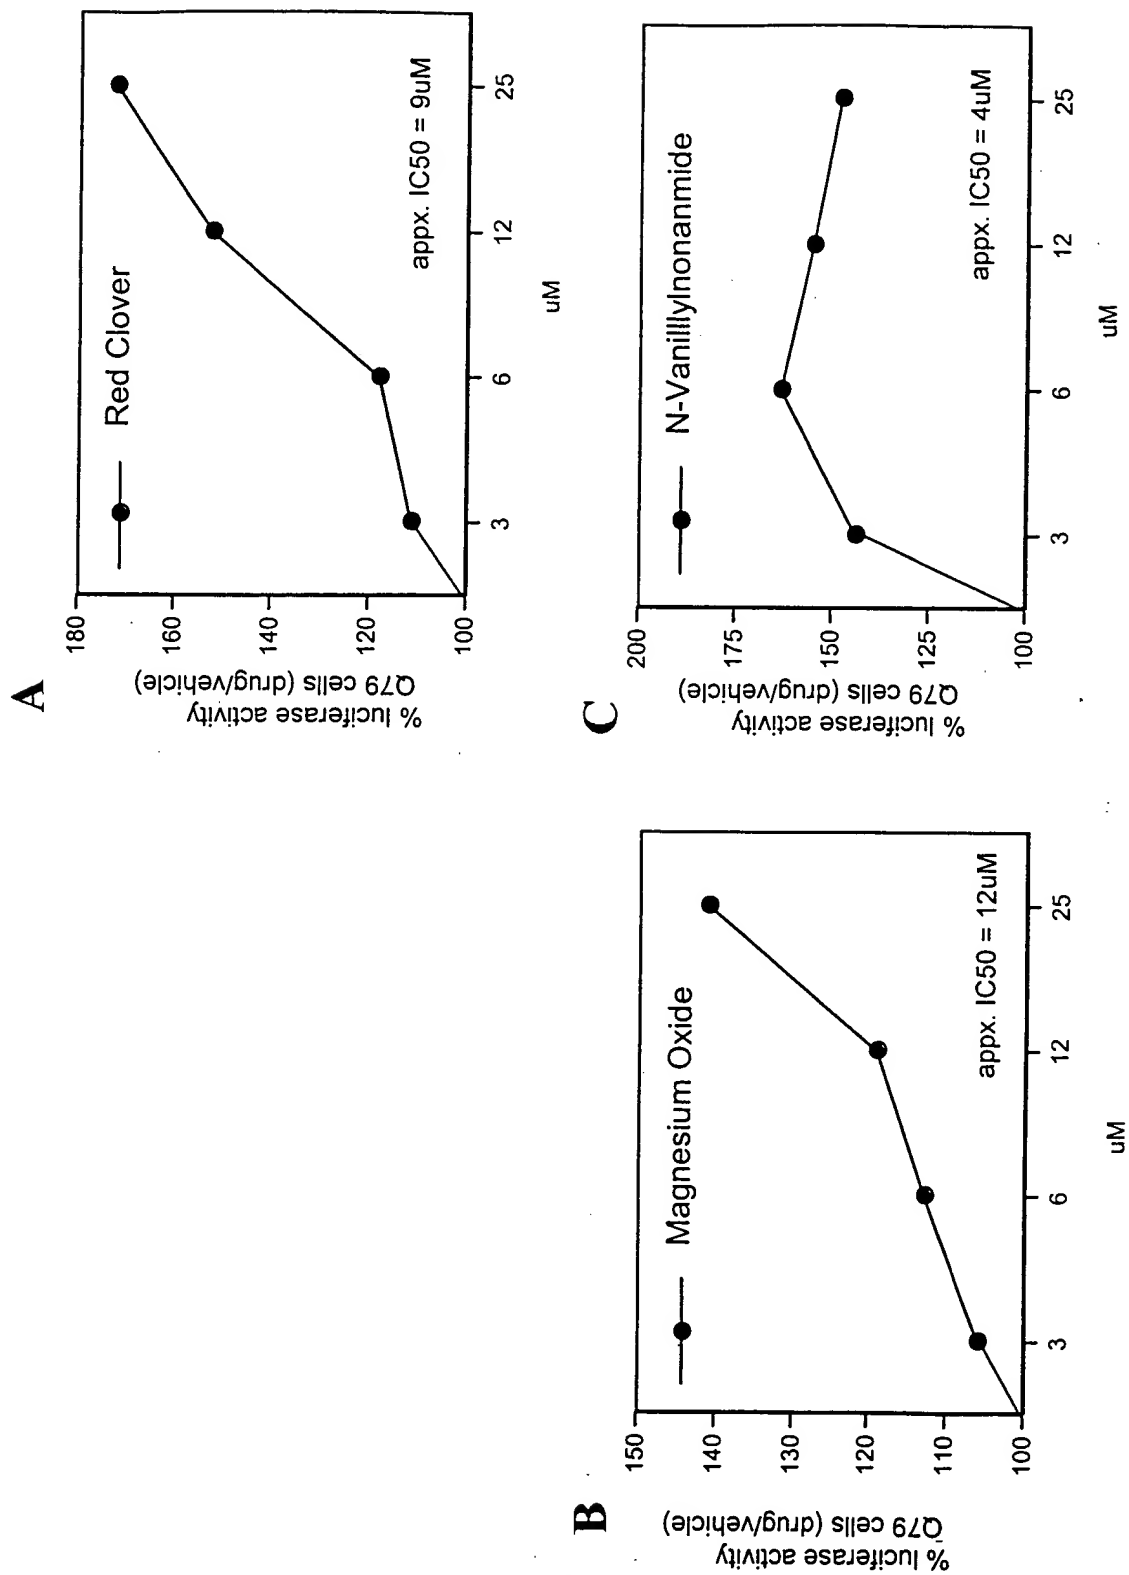 A
% luciferase activity
Q79 cells (drug/vehicle)
180
160
140
120
100
Red Clover
appx. IC50 = 9uM
3
6
12
25
uM
B
% luciferase activity
Q79 cells (drug/vehicle)
150
140
130
120
110
100
Magnesium Oxide
appx. IC50 = 12uM
3
6
12
25
uM
C
% luciferase activity
Q79 cells (drug/vehicle)
200
175
150
125
100
N-Vanillylnonanmide
appx. IC50 = 4uM
3
6
12
25
uM